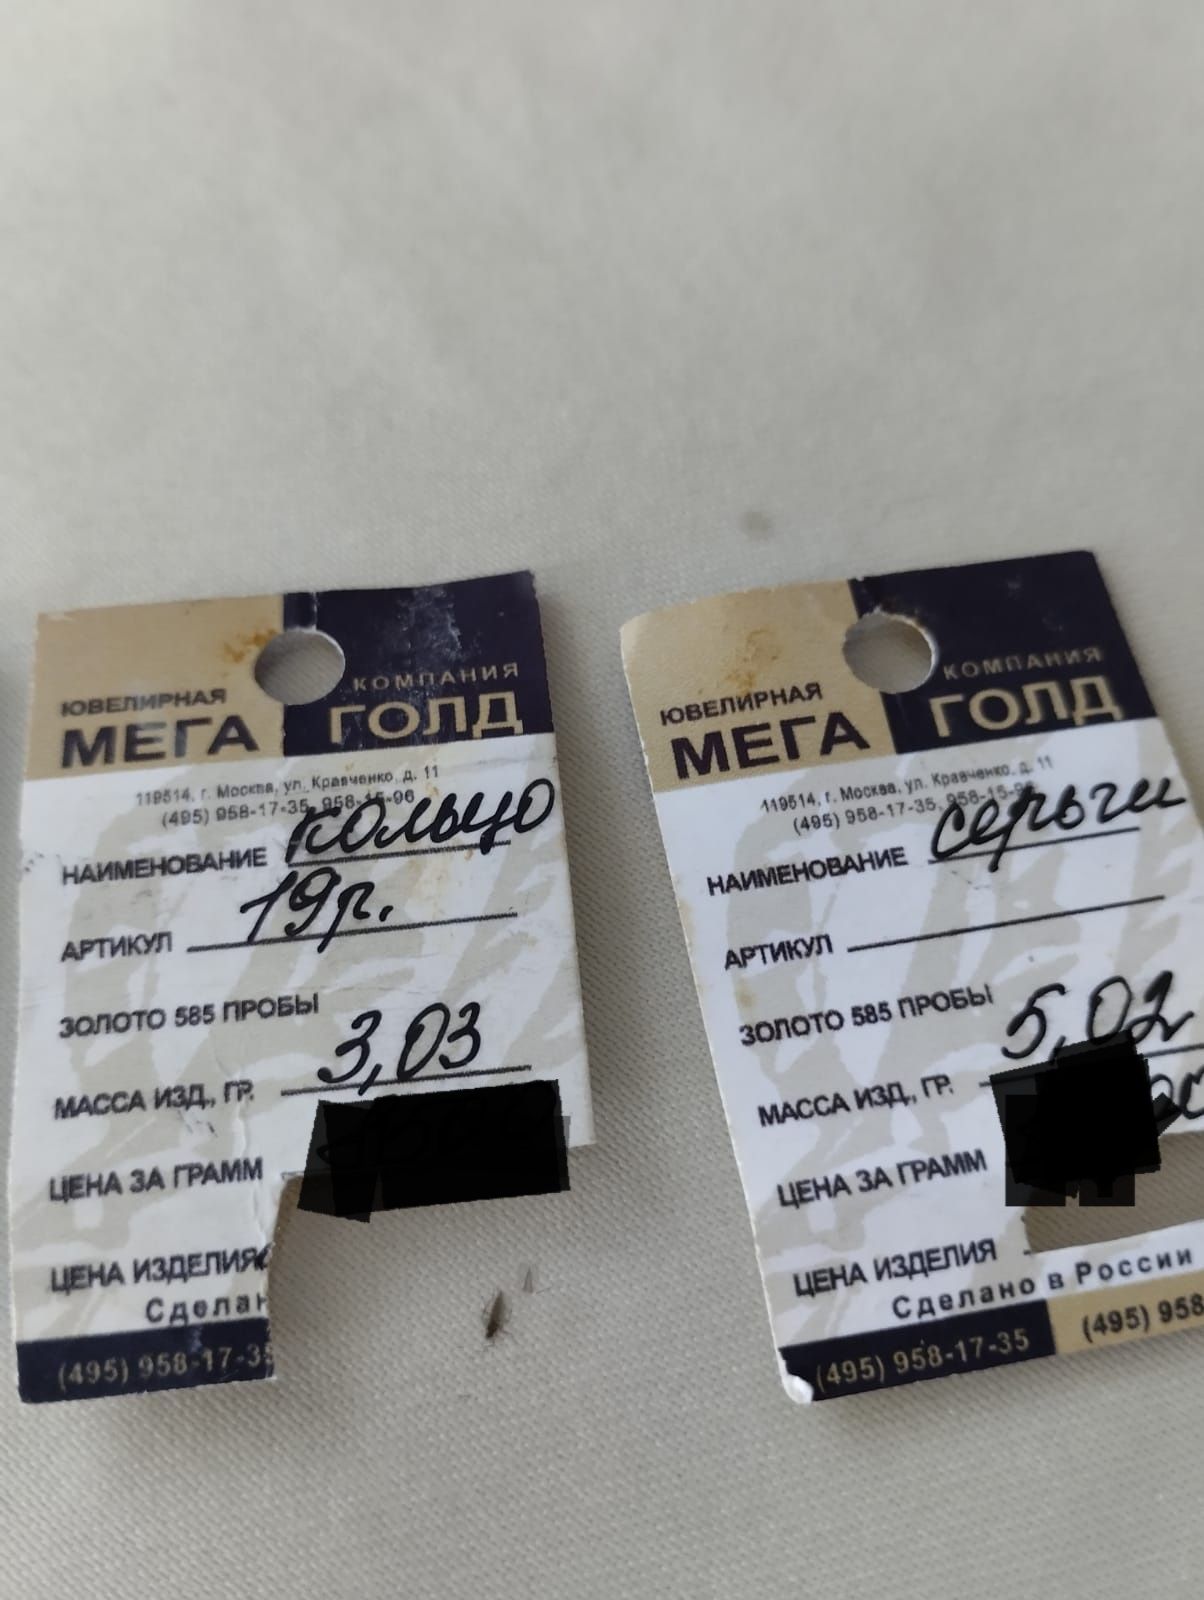 ЮВЕЛИРНАЯ КОМПАНИЯ
МЕГА ГОЛД
119514, г. Москва, ул. Кравченко, д. 11
(495) 958-17-35, 958-15-96
НАИМЕНОВАНИЕ кольцо
АРТИКУЛ 19р.
ЗОЛОТО 585 ПРОБЫ
МАССА ИЗД., ГР. 3,03
ЦЕНА ЗА ГРАММ
ЦЕНА ИЗДЕЛИЯ
Сделан
(495) 958-17-35
ЮВЕЛИРНАЯ КОМПАНИЯ
МЕГА ГОЛД
119514, г. Москва, ул. Кравченко, д. 11
(495) 958-17-35, 958-15-9
НАИМЕНОВАНИЕ серьги
АРТИКУЛ
ЗОЛОТО 585 ПРОБЫ
МАССА ИЗД., ГР. 5,02
ЦЕНА ЗА ГРАММ
ЦЕНА ИЗДЕЛИЯ
Сделано в России
(495) 958-17-35 (495) 958